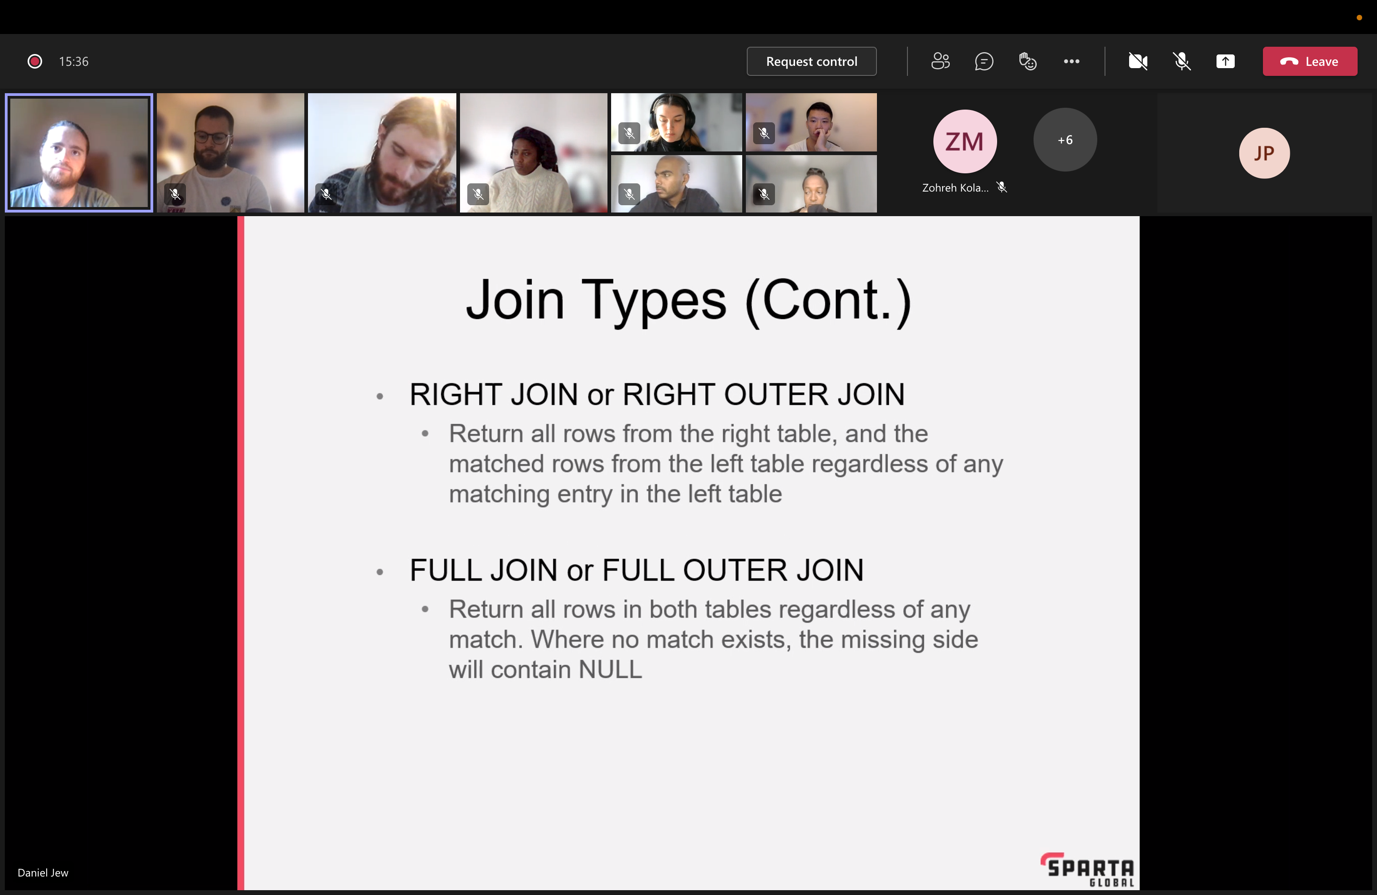 15:36
Request control
Leave
ZM
+6
JP
Zohreh Kola...
Join Types (Cont.)
• RIGHT JOIN or RIGHT OUTER JOIN
• Return all rows from the right table, and the
matched rows from the left table regardless of any
matching entry in the left table
• FULL JOIN or FULL OUTER JOIN
• Return all rows in both tables regardless of any
match. Where no match exists, the missing side
will contain NULL
Daniel Jew
SPARTA
GLOBAL